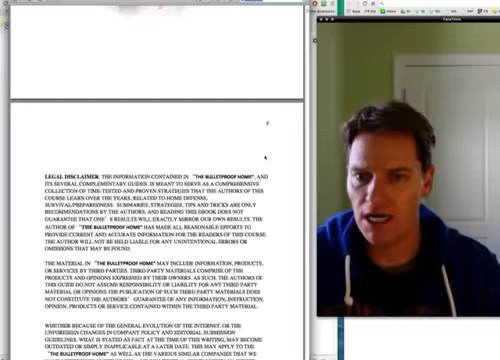 FaceTime
2
LEGAL DISCLAIMER: THE INFORMATION CONTAINED IN "THE BULLETPROOF HOME", AND
ITS SEVERAL COMPLEMENTARY GUIDES, IS MEANT TO SERVE AS A COMPREHENSIVE
COLLECTION OF TIME-TESTED AND PROVEN STRATEGIES THAT THE AUTHORS OF THIS
COURSE LEARN OVER THE YEARS, RELATED TO HOME DEFENSE,
SURVIVAL/PREPAREDNESS. SUMMARIES, STRATEGIES, TIPS AND TRICKS ARE ONLY
RECOMMENDATIONS BY THE AUTHORS, AND READING THIS EBOOK DOES NOT
GUARANTEE THAT ONE'S RESULTS WILL EXACTLY MIRROR OUR OWN RESULTS. THE
AUTHOR OF "THE BULLETPROOF HOME" HAS MADE ALL REASONABLE EFFORTS TO
PROVIDE CURRENT AND ACCURATE INFORMATION FOR THE READERS OF THIS COURSE.
THE AUTHOR WILL NOT BE HELD LIABLE FOR ANY UNINTENTIONAL ERRORS OR
OMISSIONS THAT MAY BE FOUND.
THE MATERIAL IN "THE BULLETPROOF HOME" MAY INCLUDE INFORMATION, PRODUCTS,
OR SERVICES BY THIRD PARTIES. THIRD PARTY MATERIALS COMPRISE OF THE
PRODUCTS AND OPINIONS EXPRESSED BY THEIR OWNERS. AS SUCH, THE AUTHORS OF
THIS GUIDE DO NOT ASSUME RESPONSIBILITY OR LIABILITY FOR ANY THIRD PARTY
MATERIAL OR OPINIONS. THE PUBLICATION OF SUCH THIRD PARTY MATERIALS DOES
NOT CONSTITUTE THE AUTHORS' GUARANTEE OF ANY INFORMATION, INSTRUCTION,
OPINION, PRODUCTS OR SERVICE CONTAINED WITHIN THE THIRD PARTY MATERIAL.
WHETHER BECAUSE OF THE GENERAL EVOLUTION OF THE INTERNET, OR THE
UNFORESEEN CHANGES IN COMPANY POLICY AND EDITORIAL SUBMISSION
GUIDELINES, WHAT IS STATED AS FACT AT THE TIME OF THIS WRITING, MAY BECOME
OUTDATED OR SIMPLY INAPPLICABLE AT A LATER DATE. THIS MAY APPLY TO THE
"THE BULLETPROOF HOME" AS WELL AS THE VARIOUS SIMILAR COMPANIES THAT WE